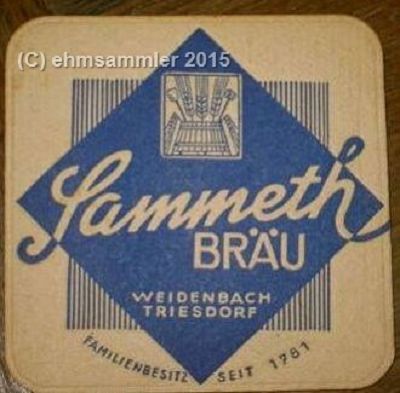 (C) ehmsammler 2015
Sammeth
BRÄU
WEIDENBACH
TRIESDORF
FAMILIENBESITZ SEIT 1781